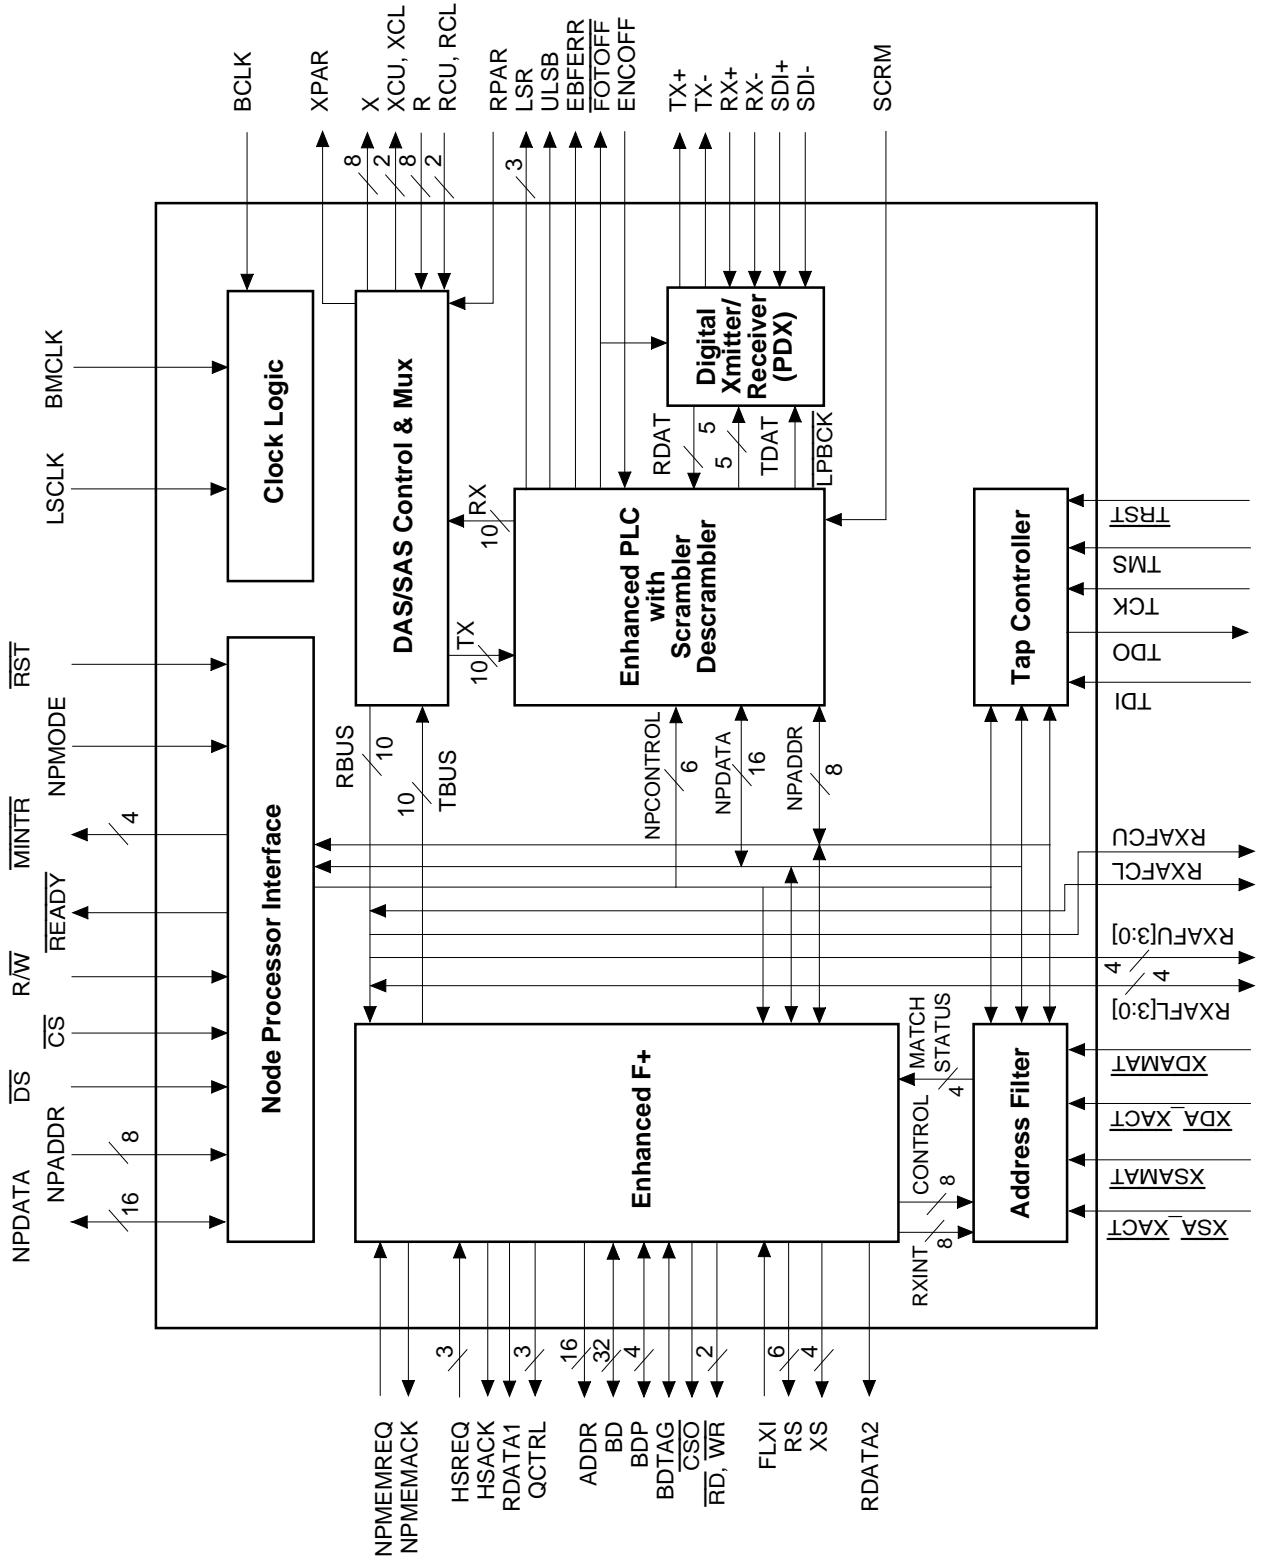 BCLK
XPAR
X
XCU, XCL
R
RCU, RCL
RPAR
LSR
ULSB
EBFERR
FOTOFF
ENCOFF
TX+
TX-
RX+
RX-
SDI+
SDI-
SCRM
8
2
8
2
3
BMCLK
LSCLK
Clock Logic
DAS/SAS Control & Mux
Digital
Xmitter/
Receiver
(PDX)
RDAT
5
5
TDAT
LPBCK
RX
10
TX
10
Enhanced PLC
with
Scrambler
Descrambler
Tap Controller
TRST
TMS
TCK
TDO
TDI
RST
NPMODE
MINTR
4
READY
R/W
CS
DS
NPADDR
8
NPDATA
16
Node Processor Interface
RBUS
10
10
TBUS
NPCONTROL
6
NPDATA
16
NPADDR
8
RXAFCU
RXAFCL
RXAFU[3:0]
4
4
RXAFL[3:0]
Enhanced F+
MATCH
STATUS
4
CONTROL
8
RXINT
8
Address Filter
XDAMAT
XDA_XACT
XSAMAT
XSA_XACT
3
3
16
32
4
2
6
4
NPMEMREQ
NPMEMACK
HSREQ
HSACK
RDATA1
QCTRL
ADDR
BD
BDP
BDTAG
CSO
RD, WR
FLXI
RS
XS
RDATA2